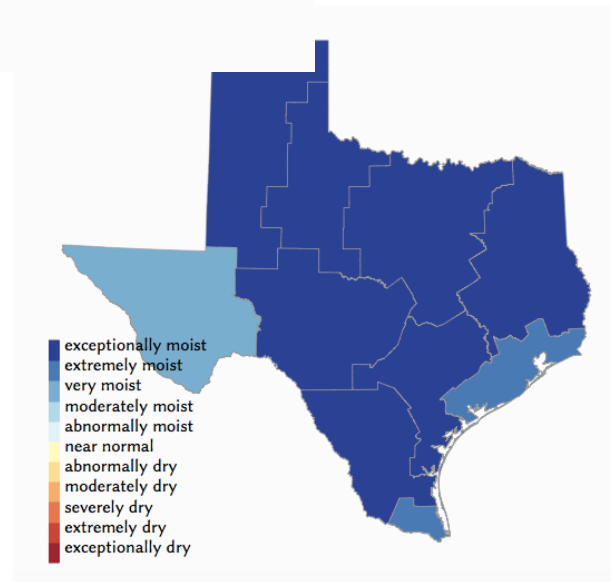 exceptionally moist
extremely moist
very moist
moderately moist
abnormally moist
near normal
abnormally dry
moderately dry
severely dry
extremely dry
exceptionally dry